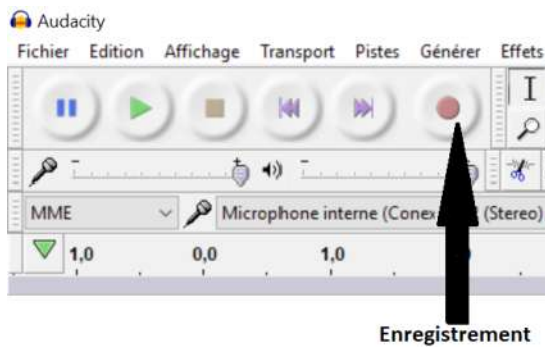 Audacity
Fichier Edition Affichage Transport Pistes Générer Effets
MME Microphone interne (Conex (Stereo)
1,0 0,0 1,0
Enregistrement